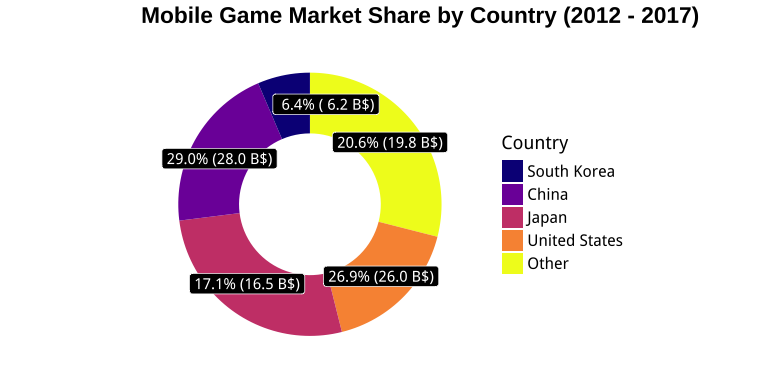 Mobile Game Market Share by Country (2012 - 2017)
6.4% ( 6.2 B$)
20.6% (19.8 B$)
29.0% (28.0 B$)
26.9% (26.0 B$)
17.1% (16.5 B$)
Country
South Korea
China
Japan
United States
Other